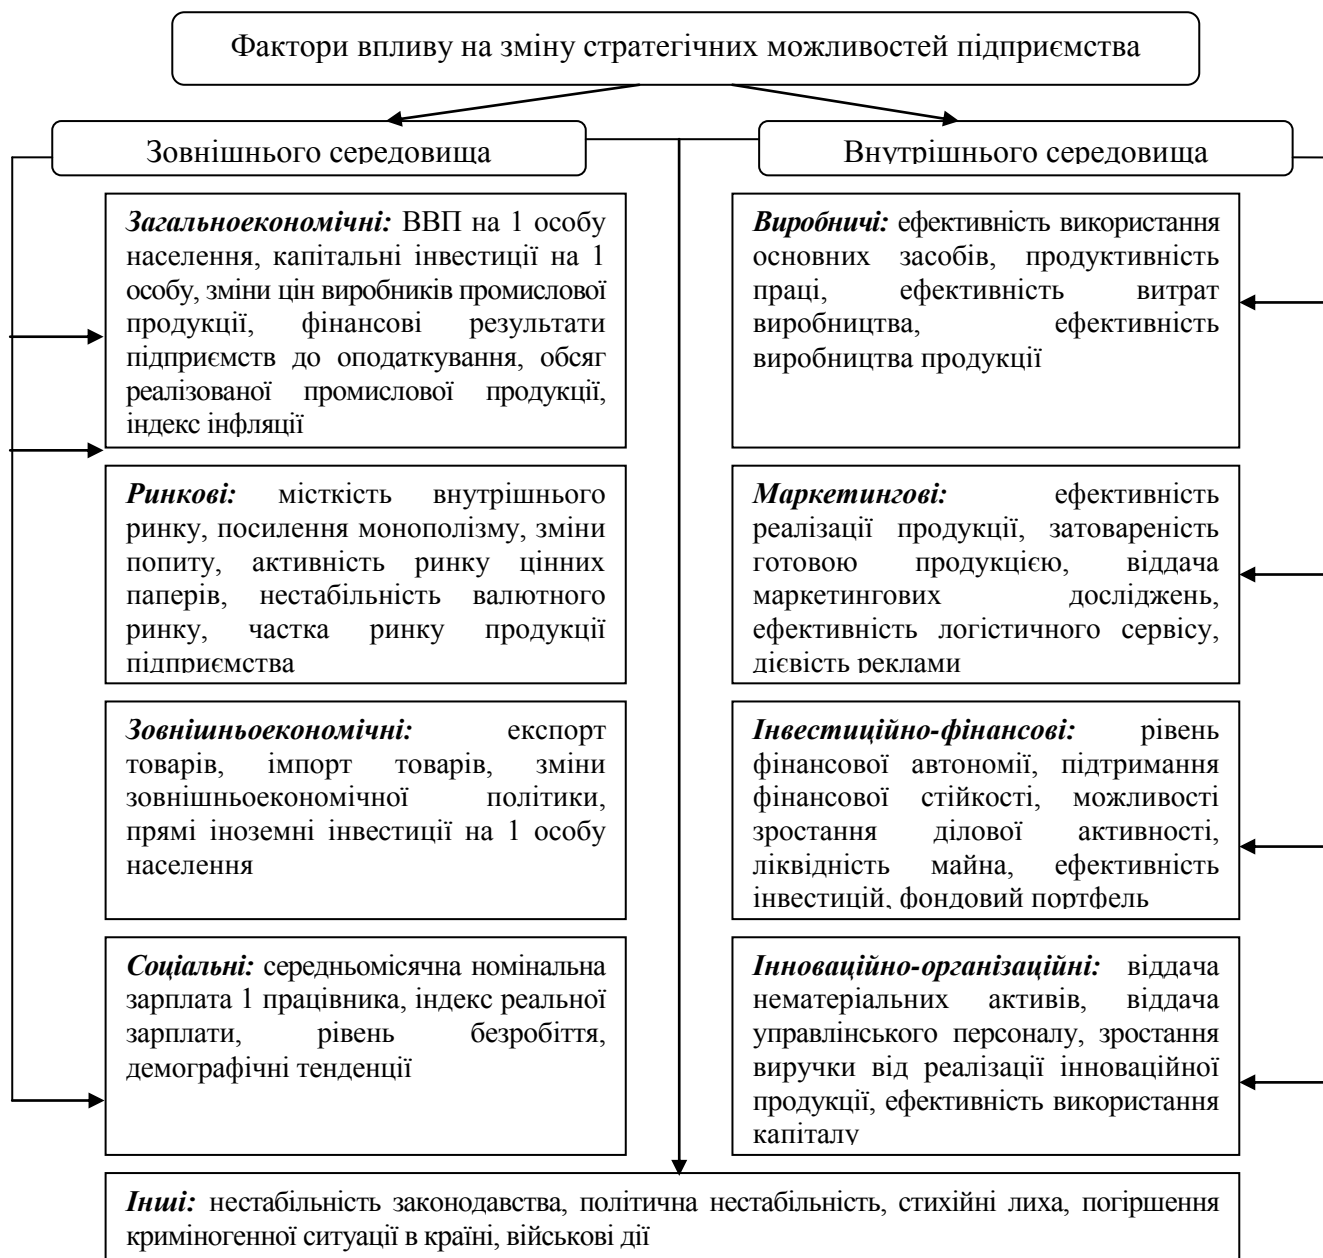 Фактори впливу на зміну стратегічних можливостей підприємства
Зовнішнього середовища
Внутрішнього середовища
Загальноекономічні: ВВП на 1 особу
населення, капітальні інвестиції на 1
особу, зміни цін виробників промислової
продукції, фінансові результати
підприємств до оподаткування, обсяг
реалізованої промислової продукції,
індекс інфляції
Ринкові: місткість внутрішнього
ринку, посилення монополізму, зміни
попиту, активність ринку цінних
паперів, нестабільність валютного
ринку, частка ринку продукції
підприємства
Зовнішньоекономічні: експорт
товарів, імпорт товарів, зміни
зовнішньоекономічної політики,
прямі іноземні інвестиції на 1 особу
населення
Соціальні: середньомісячна номінальна
зарплата 1 працівника, індекс реальної
зарплати, рівень безробіття,
демографічні тенденції
Виробничі: ефективність використання
основних засобів, продуктивність
праці, ефективність витрат
виробництва, ефективність
виробництва продукції
Маркетингові: ефективність
реалізації продукції, затовареність
готовою продукцією, віддача
маркетингових досліджень,
ефективність логістичного сервісу,
дієвість реклами
Інвестиційно-фінансові: рівень
фінансової автономії, підтримання
фінансової стійкості, можливості
зростання ділової активності,
ліквідність майна, ефективність
інвестицій, фондовий портфель
Інноваційно-організаційні: віддача
нематеріальних активів, віддача
управлінського персоналу, зростання
виручки від реалізації інноваційної
продукції, ефективність використання
капіталу
Інші: нестабільність законодавства, політична нестабільність, стихійні лиха, погіршення
криміногенної ситуації в країні, військові дії